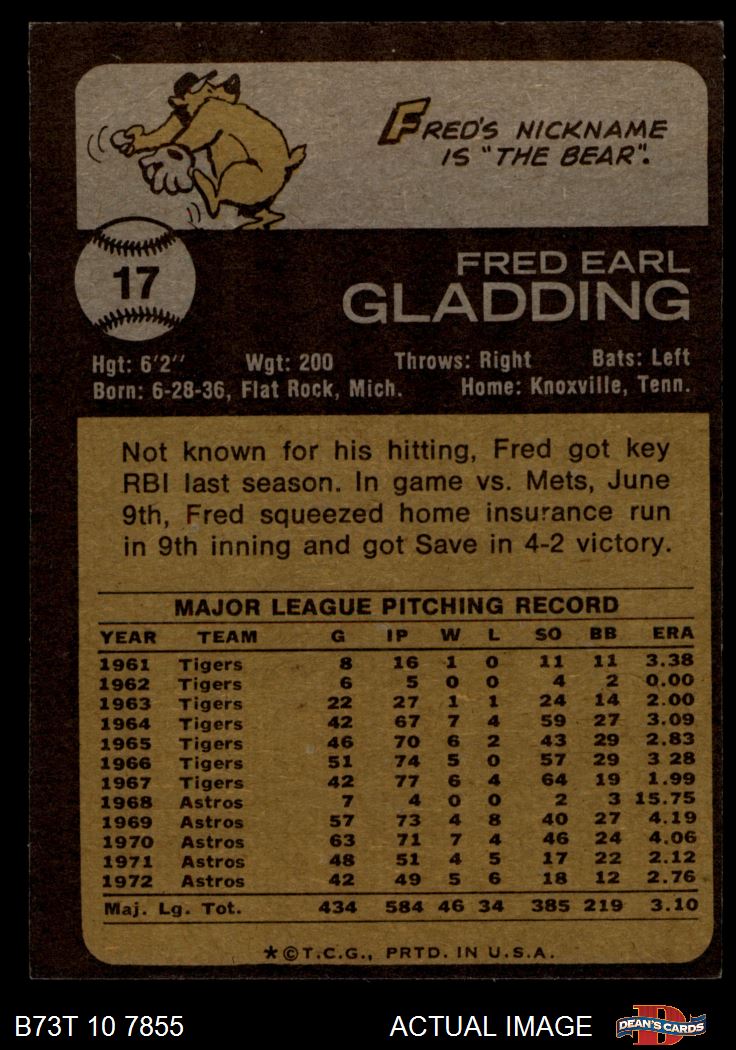 FRED'S NICKNAME
IS "THE BEAR".
17
FRED EARL
GLADDING
Hgt: 6'2" Wgt: 200 Throws: Right Bats: Left
Born: 6-28-36, Flat Rock, Mich. Home: Knoxville, Tenn.
Not known for his hitting, Fred got key
RBI last season. In game vs. Mets, June
9th, Fred squeezed home insurance run
in 9th inning and got Save in 4-2 victory.
MAJOR LEAGUE PITCHING RECORD
YEAR TEAM G IP W L SO BB ERA
1961 Tigers 8 16 1 0 11 11 3.38
1962 Tigers 6 5 0 0 4 2 0.00
1963 Tigers 22 27 1 1 24 14 2.00
1964 Tigers 42 67 7 4 59 27 3.09
1965 Tigers 46 70 6 2 43 29 2.83
1966 Tigers 51 74 5 0 57 29 3 28
1967 Tigers 42 77 6 4 64 19 1.99
1968 Astros 7 4 0 0 2 3 15.75
1969 Astros 57 73 4 8 40 27 4.19
1970 Astros 63 71 7 4 46 24 4.06
1971 Astros 48 51 4 5 17 22 2.12
1972 Astros 42 49 5 6 18 12 2.76
Maj. Lg. Tot. 434 584 46 34 385 219 3.10
*©T.C.G., PRTD. IN U.S.A.
B73T 10 7855 ACTUAL IMAGE D DEAN'S CARDS